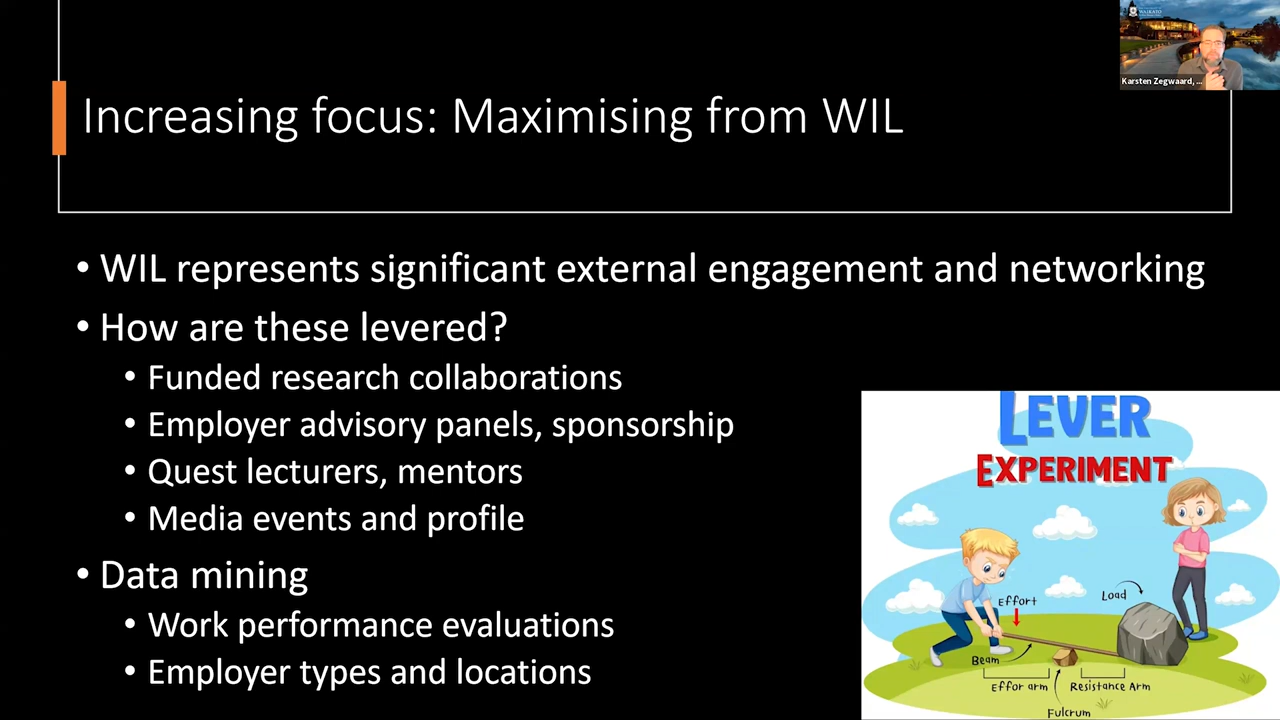 WAIKATO
Karsten Zegwaard, ...
Increasing focus: Maximising from WIL
• WIL represents significant external engagement and networking
• How are these levered?
• Funded research collaborations
• Employer advisory panels, sponsorship
• Quest lecturers, mentors
• Media events and profile
• Data mining
• Work performance evaluations
• Employer types and locations
LEVER
EXPERIMENT
Effort
Load
Beam
Effor arm
Resistance Arm
Fulcrum